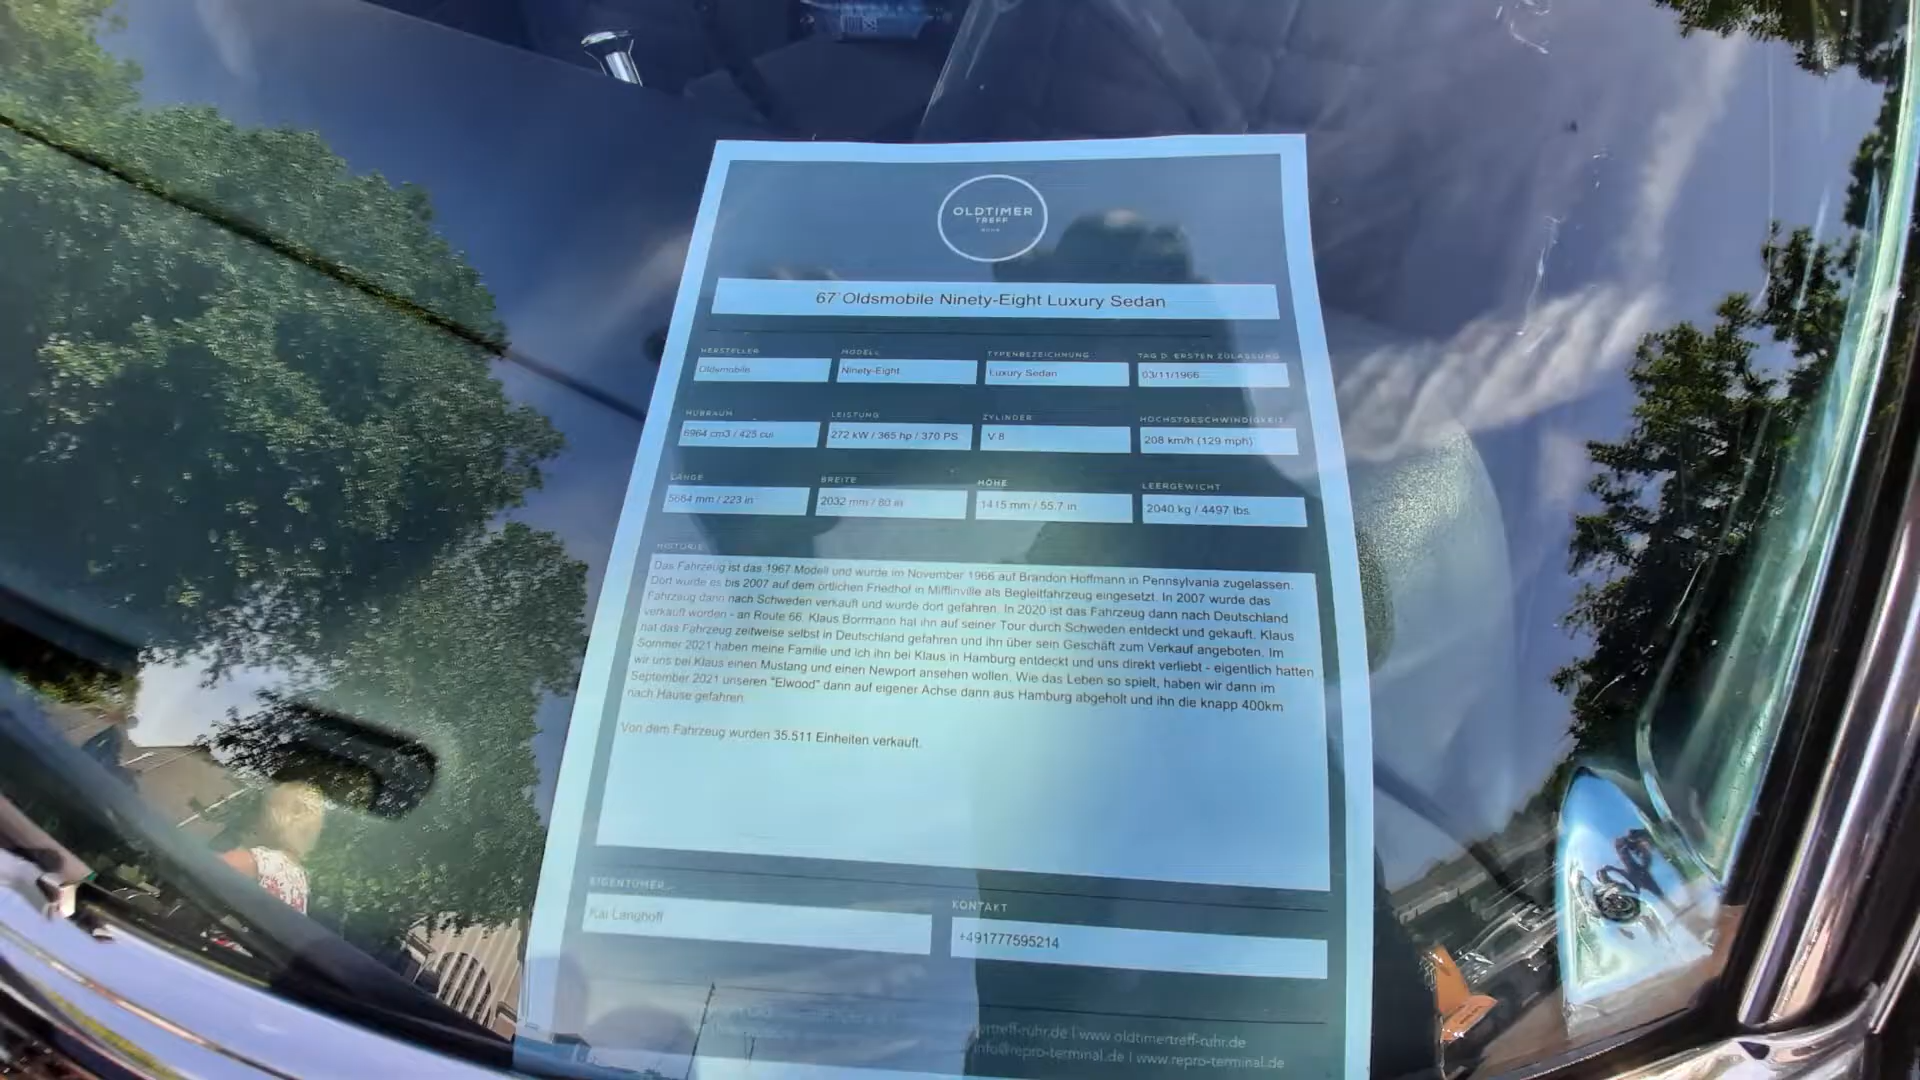 OLDTIMER
TREFF
RUHR
67´Oldsmobile Ninety-Eight Luxury Sedan
HERSTELLER
MODELL
TYPENBEZEICHNUNG
TAG D. ERSTEN ZULASSUNG
Oldsmobile
Ninety-Eight
Luxury Sedan
03/11/1966
HUBRAUM
LEISTUNG
ZYLINDER
HÖCHSTGESCHWINDIGKEIT
6964 cm3 / 425 cui
272 kW / 365 hp / 370 PS
V 8
208 km/h (129 mph)
LÄNGE
BREITE
HÖHE
LEERGEWICHT
5664 mm / 223 in
2032 mm / 80 in
1415 mm / 55.7 in
2040 kg / 4497 lbs
HISTORIE
Das Fahrzeug ist das 1967 Modell und wurde im November 1966 auf Brandon Hoffmann in Pennsylvania zugelassen.
Dort wurde es bis 2007 auf dem örtlichen Friedhof in Mifflinville als Begleitfahrzeug eingesetzt. In 2007 wurde das
Fahrzeug dann nach Schweden verkauft und wurde dort gefahren. In 2020 ist das Fahrzeug dann nach Deutschland
verkauft worden - an Route 66. Klaus Borrmann hat ihn auf seiner Tour durch Schweden entdeckt und gekauft. Klaus
hat das Fahrzeug zeitweise selbst in Deutschland gefahren und ihn über sein Geschäft zum Verkauf angeboten. Im
Sommer 2021 haben meine Familie und ich ihn bei Klaus in Hamburg entdeckt und uns direkt verliebt - eigentlich hatten
wir uns bei Klaus einen Mustang und einen Newport ansehen wollen. Wie das Leben so spielt, haben wir dann im
September 2021 unseren "Elwood" dann auf eigener Achse dann aus Hamburg abgeholt und ihn die knapp 400km
nach Hause gefahren.
Von dem Fahrzeug wurden 35.511 Einheiten verkauft.
EIGENTÜMER
KONTAKT
Kai Langhoff
+491777595214
rtreff-ruhr.de | www.oldtimertreff-ruhr.de
info@repro-terminal.de | www.repro-terminal.de